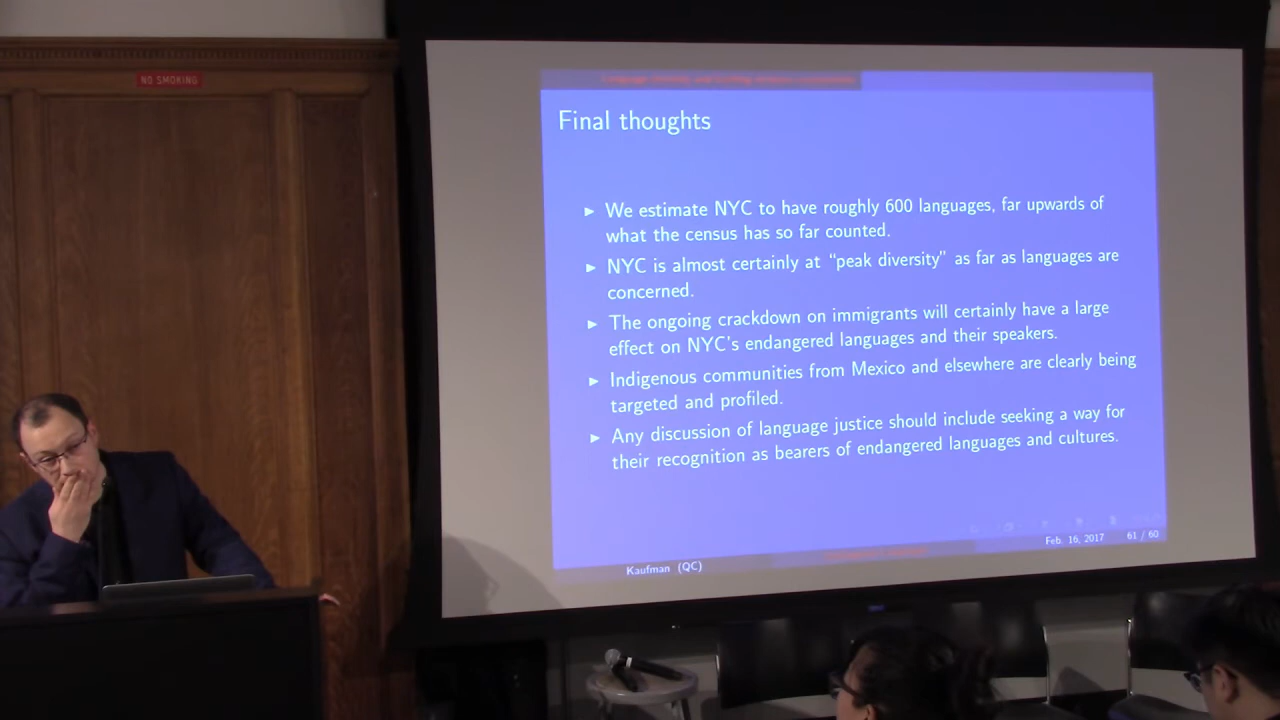 NO SMOKING
Final thoughts
► We estimate NYC to have roughly 600 languages, far upwards of
what the census has so far counted.
► NYC is almost certainly at “peak diversity” as far as languages are
concerned.
► The ongoing crackdown on immigrants will certainly have a large
effect on NYC's endangered languages and their speakers.
► Indigenous communities from Mexico and elsewhere are clearly being
targeted and profiled.
► Any discussion of language justice should include seeking a way for
their recognition as bearers of endangered languages and cultures.
Kaufman (QC)
Feb. 16, 2017
61 / 60